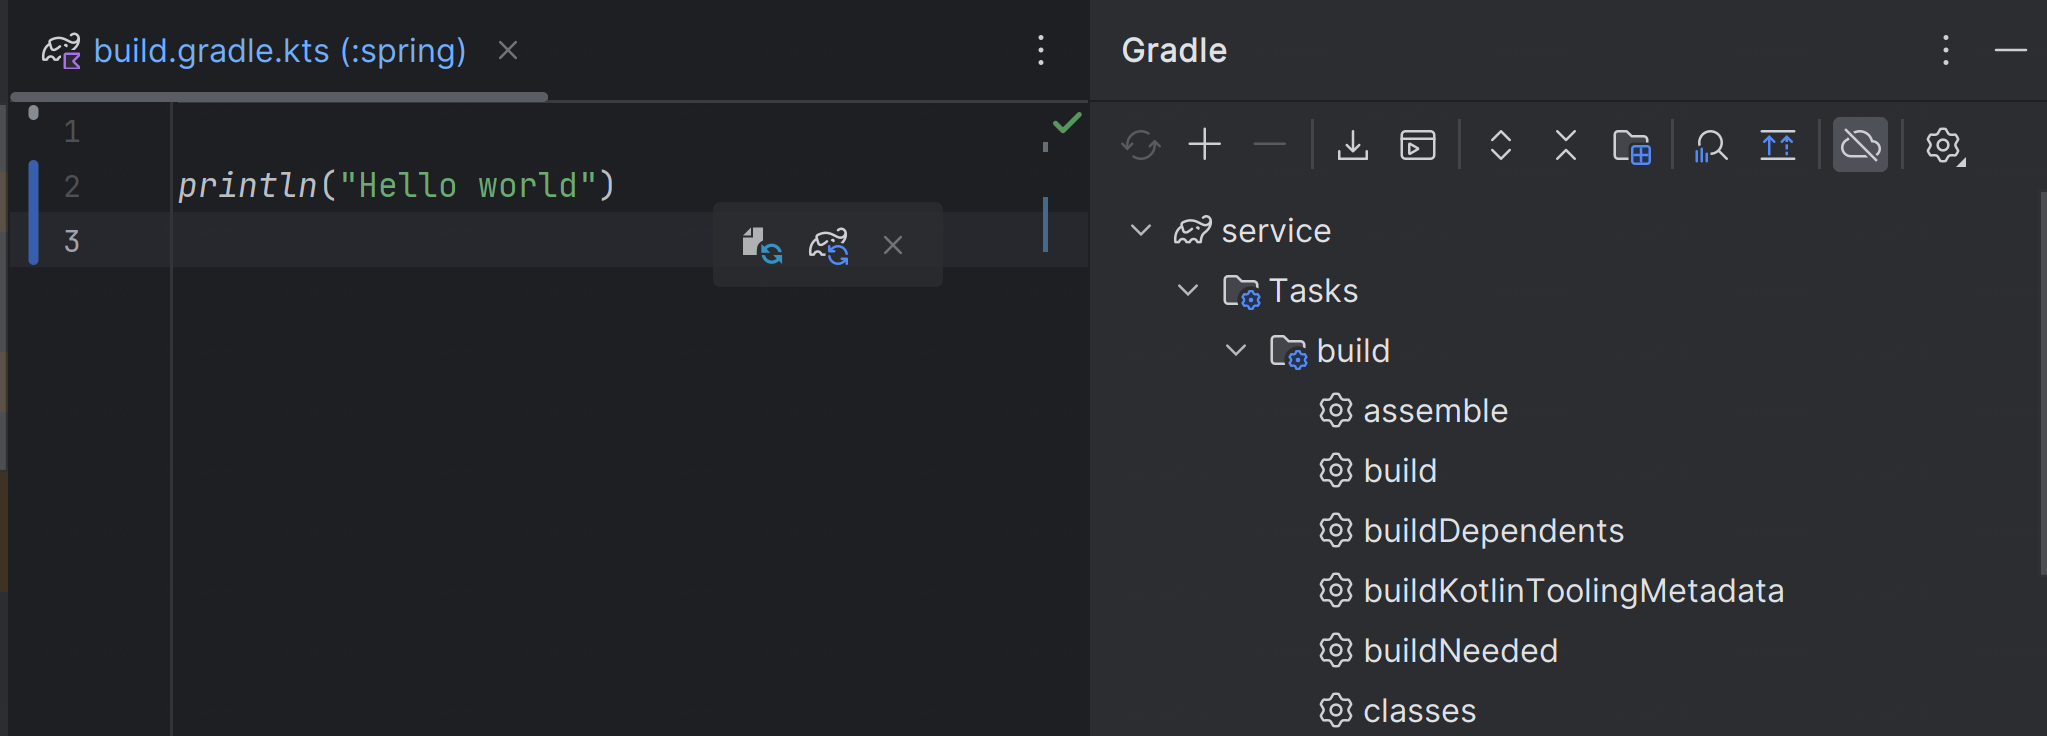 build.gradle.kts (:spring)
1
2 println("Hello world")
3
Gradle
service
Tasks
build
assemble
build
buildDependents
buildKotlinToolingMetadata
buildNeeded
classes